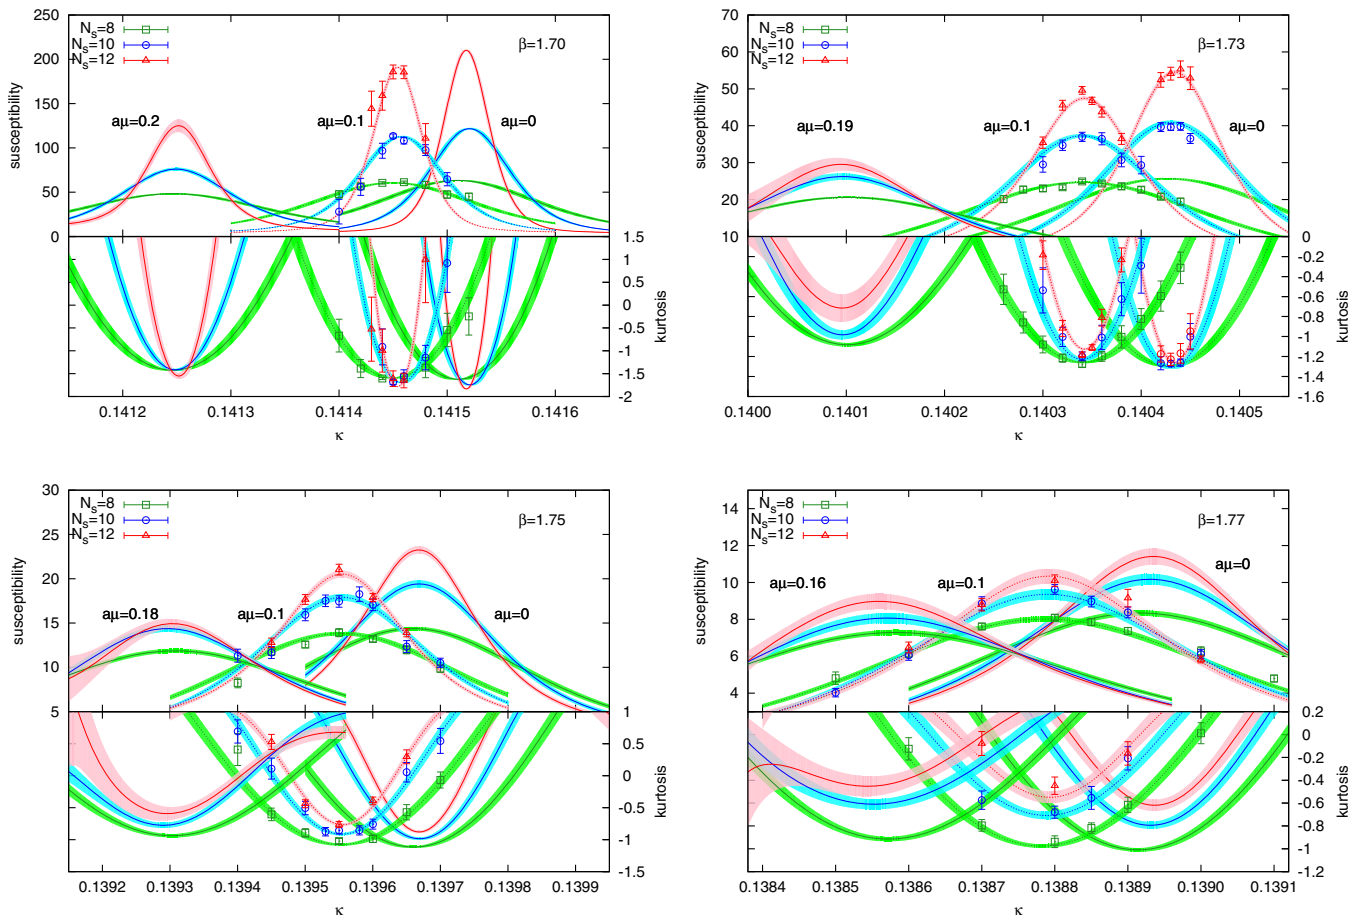 250
200
150
100
50
0
susceptibility
N_s=8
N_s=10
N_s=12
β=1.70
aμ=0.2
aμ=0.1
aμ=0
1.5
1
0.5
0
-0.5
-1
-1.5
-2
kurtosis
0.1412 0.1413 0.1414 0.1415 0.1416
κ
70
60
50
40
30
20
10
susceptibility
N_s=8
N_s=10
N_s=12
β=1.73
aμ=0.19
aμ=0.1
aμ=0
0
-0.2
-0.4
-0.6
-0.8
-1
-1.2
-1.4
-1.6
kurtosis
0.1400 0.1401 0.1402 0.1403 0.1404 0.1405
κ
30
25
20
15
10
5
susceptibility
N_s=8
N_s=10
N_s=12
β=1.75
aμ=0.18
aμ=0.1
aμ=0
1
0.5
0
-0.5
-1
-1.5
kurtosis
0.1392 0.1393 0.1394 0.1395 0.1396 0.1397 0.1398 0.1399
κ
14
12
10
8
6
4
susceptibility
N_s=8
N_s=10
N_s=12
β=1.77
aμ=0.16
aμ=0.1
aμ=0
0.2
0
-0.2
-0.4
-0.6
-0.8
-1
-1.2
kurtosis
0.1384 0.1385 0.1386 0.1387 0.1388 0.1389 0.1390 0.1391
κ